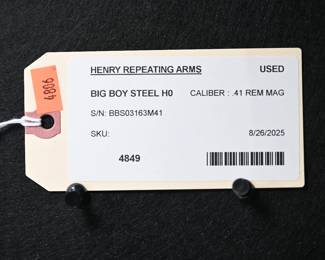 4806
HENRY REPEATING ARMS USED
BIG BOY STEEL H0 CALIBER : .41 REM MAG
S/N: BBS03163M41
SKU: 8/26/2025
4849